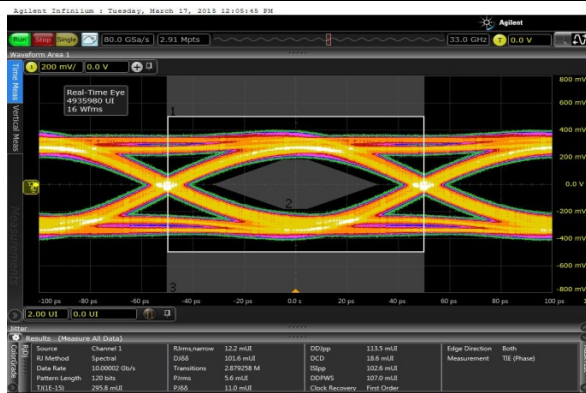 Agilent Infiniium : Tuesday, March 17, 2015 12:05:45 PM
Agilent
Run Stop Single 80.0 GSa/s 2.91 Mpts 33.0 GHz T 0.0 V
Waveform Area 1
1 200 mV/ 0.0 V
Time Meas
Vertical Meas
Measurements
Real-Time Eye
4935980 UI
16 Wfms
800 mV
600 mV
400 mV
200 mV
0.0 V
-200 mV
-400 mV
-600 mV
-800 mV
1
2
3
-100 ps -80 ps -60 ps -40 ps -20 ps 0.0 s 20 ps 40 ps 60 ps 80 ps 100 ps
2.00 UI 0.0 UI
Jitter
Results (Measure All Data)
ColorGrade
RJDJ
Source Channel 1 RJrms,narrow 12.2 mUI DDJpp 113.5 mUI Edge Direction Both
RJ Method Spectral DJδδ 101.6 mUI DCD 18.6 mUI Measurement TIE (Phase)
Data Rate 10.00002 Gb/s Transitions 2.879258 M ISIpp 102.6 mUI
Pattern Length 120 bits PJrms 5.6 mUI DDPWS 107.0 mUI
TJ(1E-15) 295.8 mUI PJδδ 11.0 mUI Clock Recovery First Order